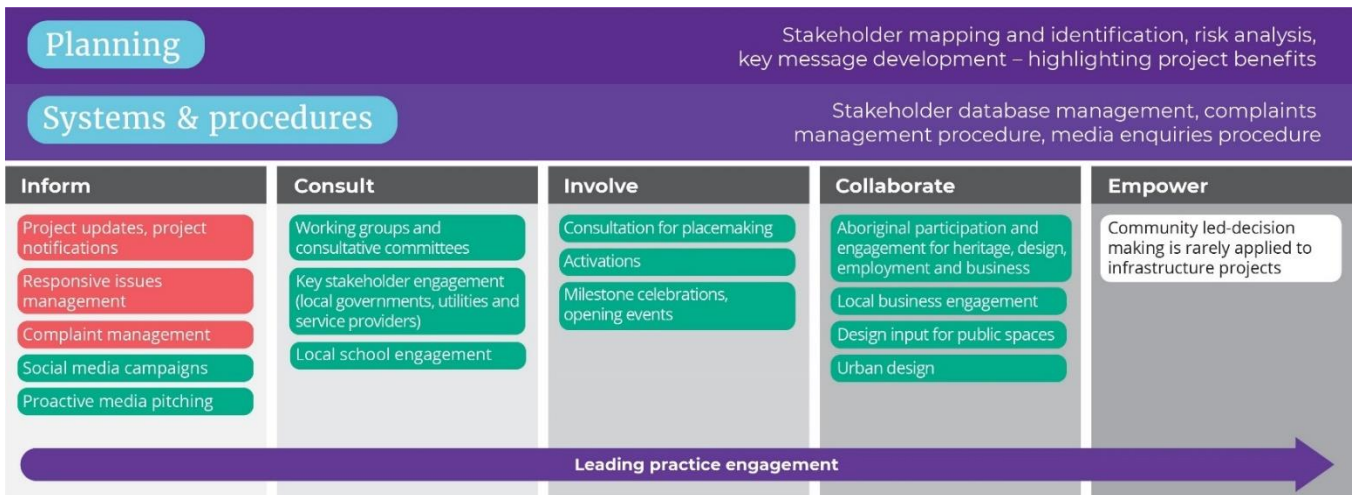 Planning
Stakeholder mapping and identification, risk analysis,
key message development – highlighting project benefits
Systems & procedures
Stakeholder database management, complaints
management procedure, media enquiries procedure
Inform
Project updates, project
notifications
Responsive issues
management
Complaint management
Social media campaigns
Proactive media pitching
Consult
Working groups and
consultative committees
Key stakeholder engagement
(local governments, utilities and
service providers)
Local school engagement
Involve
Consultation for placemaking
Activations
Milestone celebrations,
opening events
Collaborate
Aboriginal participation and
engagement for heritage, design,
employment and business
Local business engagement
Design input for public spaces
Urban design
Empower
Community led-decision
making is rarely applied to
infrastructure projects
Leading practice engagement